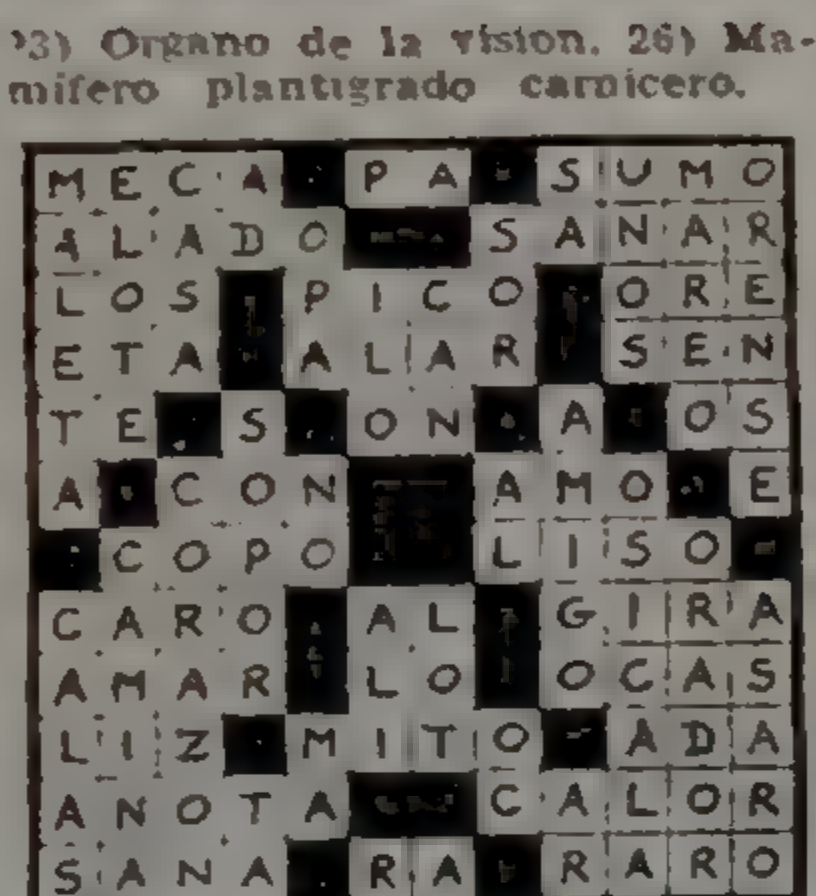 23) Organo de la vision. 26) Ma-
mifero plantigrado carnicero.
MECA PA SUMO
ALADO SANAR
LOS PICO ORE
ETA ALAR SEN
TE S ON A OS
A CON AMO E
COPO LISO
CARO AL GIRA
AMAR LO OCAS
LIZ MITO ADA
ANOTA CALOR
SANA RA RARO